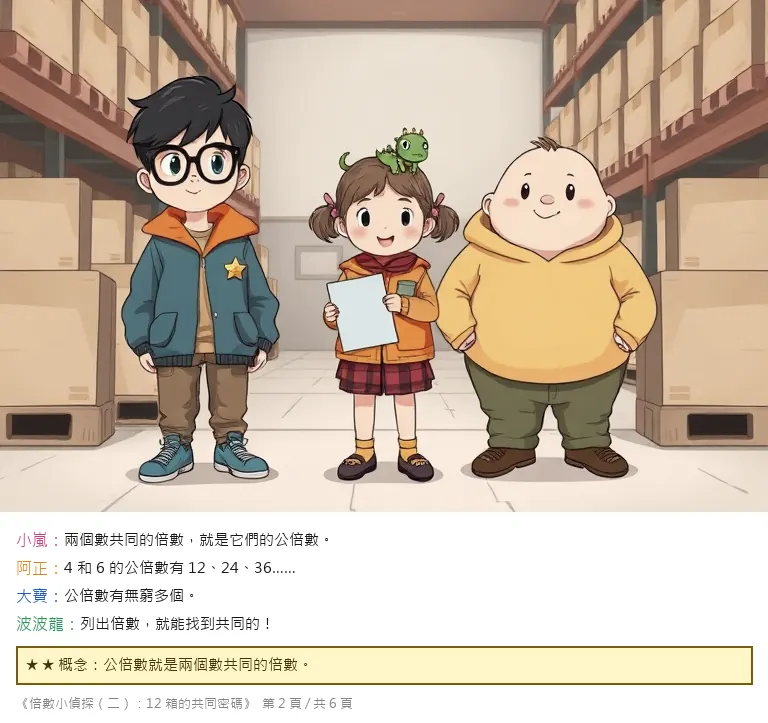 小嵐：兩個數共同的倍數，就是它們的公倍數。
阿正：4 和 6 的公倍數有 12、24、36……
大寶：公倍數有無窮多個。
波波龍：列出倍數，就能找到共同的！
★★概念：公倍數就是兩個數共同的倍數。
《倍數小偵探（二）：12 箱的共同密碼》 第 2 頁 / 共 6 頁